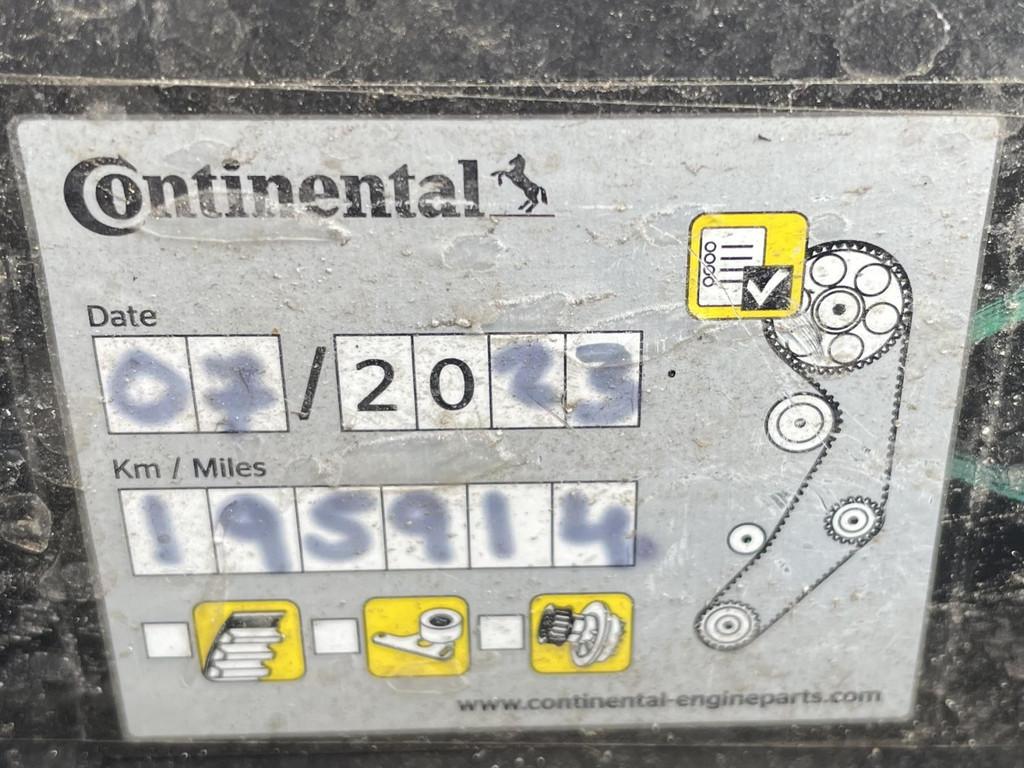 Continental
Date
07/2023
Km / Miles
195914
www.continental-engineparts.com